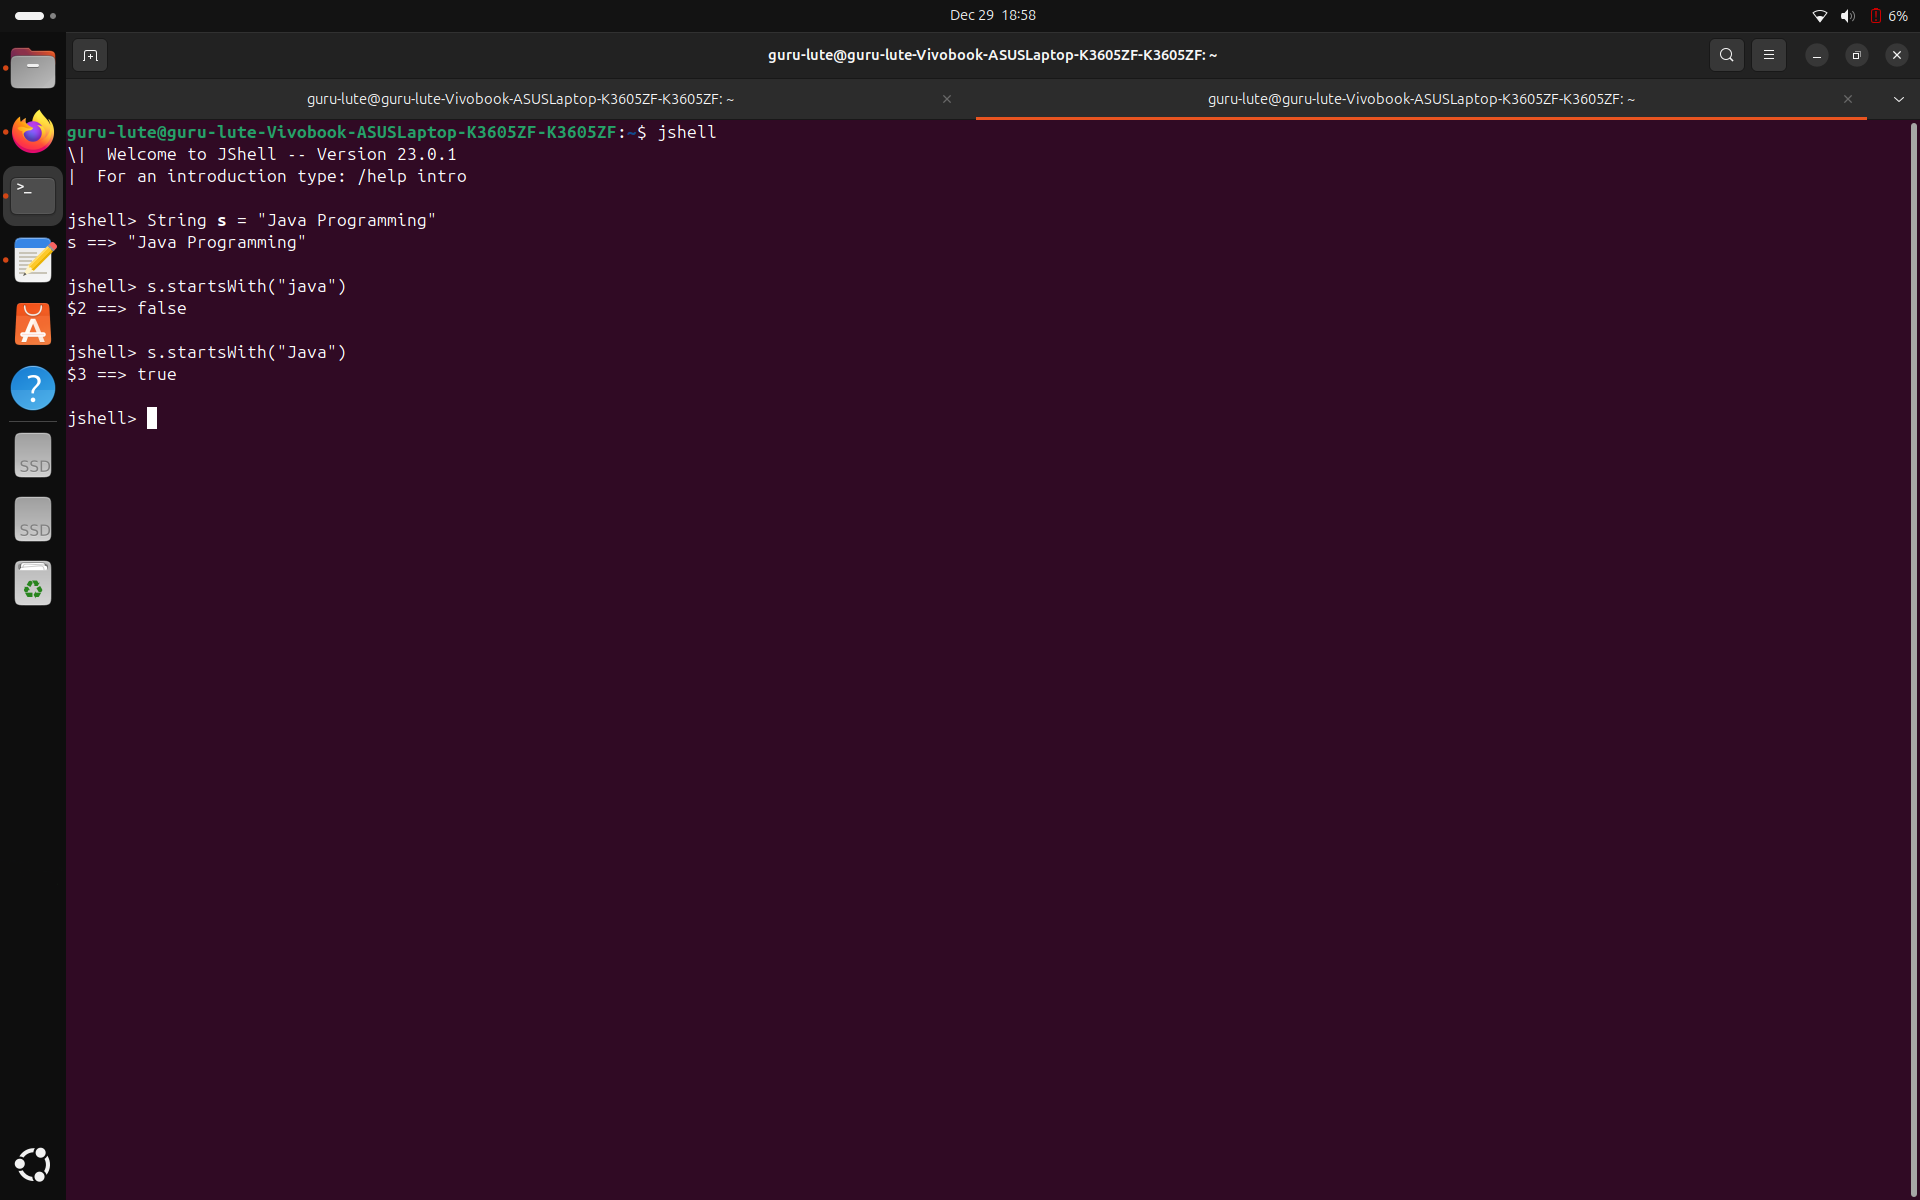 Dec 29 18:58
6%
guru-lute@guru-lute-Vivobook-ASUSLaptop-K3605ZF-K3605ZF: ~
guru-lute@guru-lute-Vivobook-ASUSLaptop-K3605ZF-K3605ZF: ~
guru-lute@guru-lute-Vivobook-ASUSLaptop-K3605ZF-K3605ZF: ~
guru-lute@guru-lute-Vivobook-ASUSLaptop-K3605ZF-K3605ZF:~$ jshell
\|  Welcome to JShell -- Version 23.0.1
|  For an introduction type: /help intro
jshell> String s = "Java Programming"
s ==> "Java Programming"
jshell> s.startsWith("java")
$2 ==> false
jshell> s.startsWith("Java")
$3 ==> true
jshell>
SSD
SSD